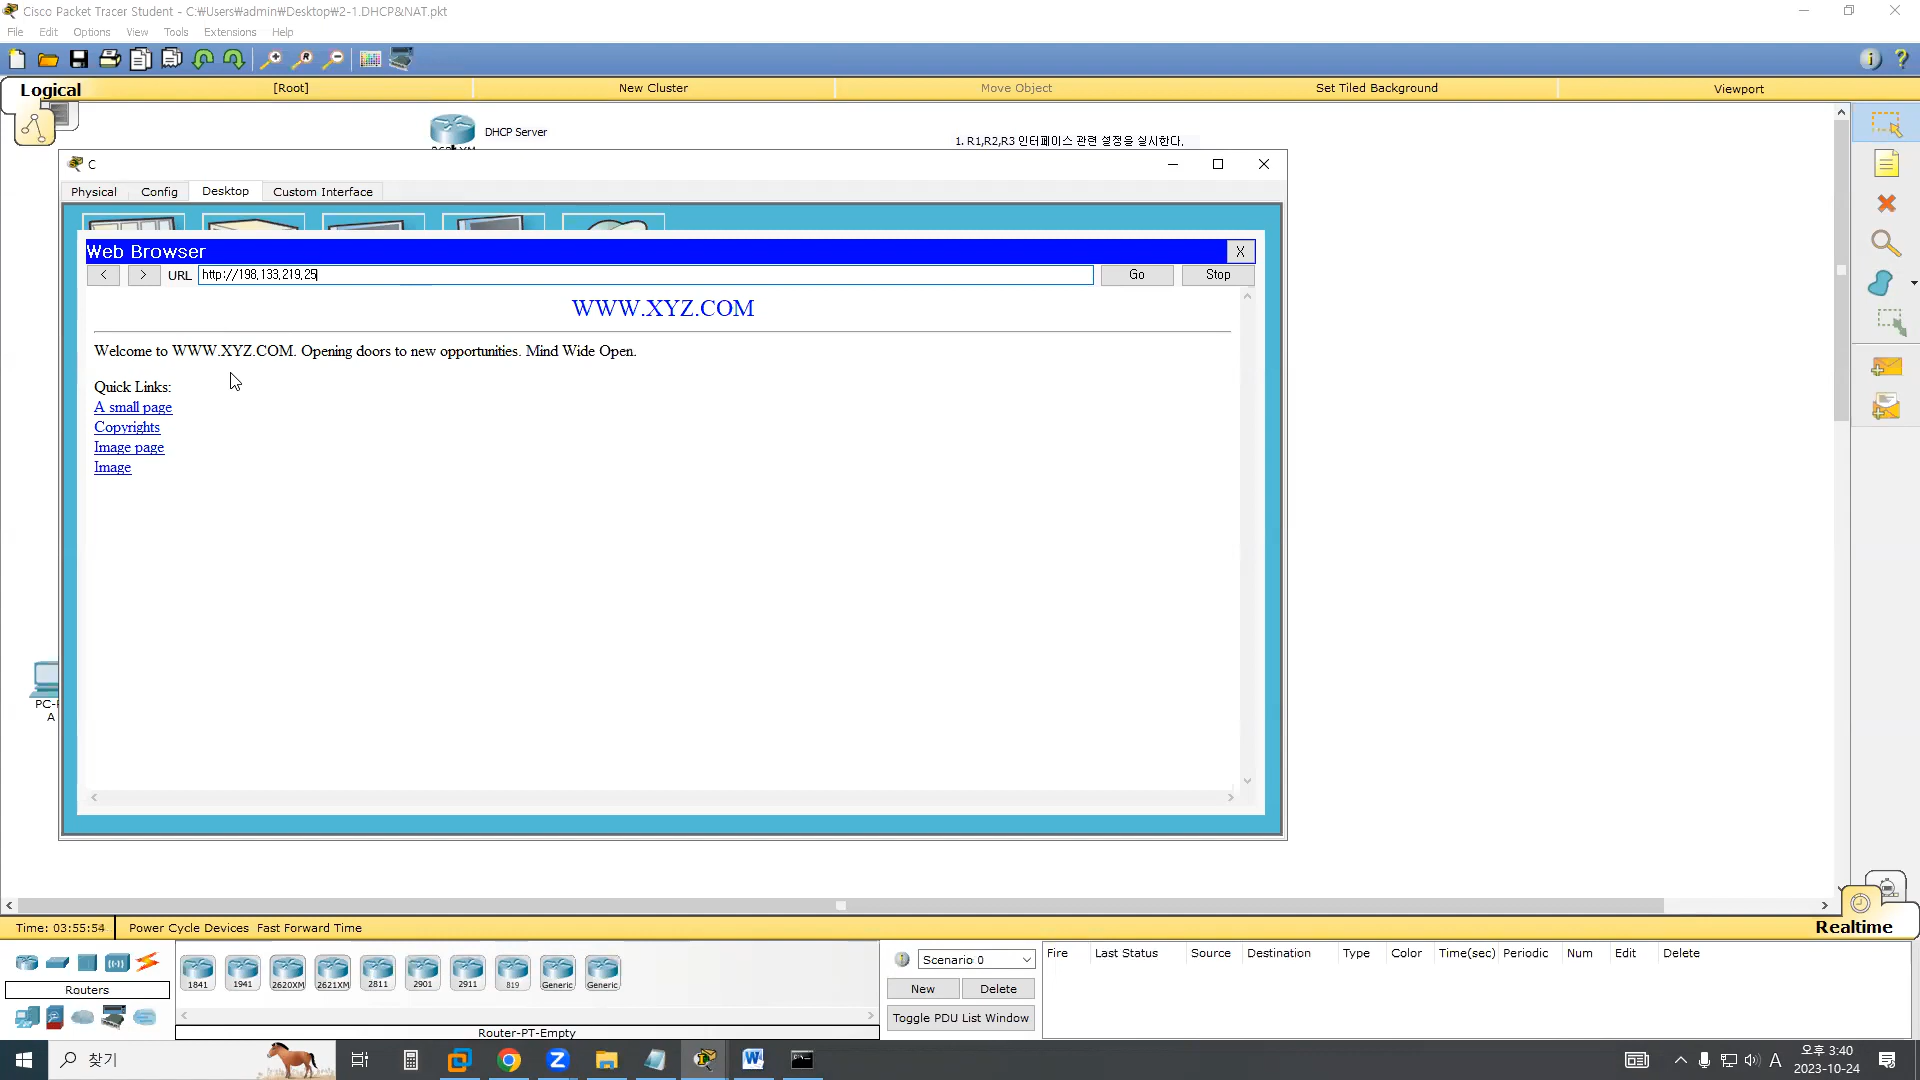 Cisco Packet Tracer Student - C:₩Users₩admin₩Desktop₩2-1.DHCP&NAT.pkt
File Edit Options View Tools Extensions Help
Logical [Root] New Cluster Move Object Set Tiled Background Viewport
DHCP Server
1. R1,R2,R3 인터페이스 관련 설정을 실시한다.
C
Physical Config Desktop Custom Interface
Web Browser X
< > URL http://198.133.219.25 Go Stop
WWW.XYZ.COM
Welcome to WWW.XYZ.COM. Opening doors to new opportunities. Mind Wide Open.
Quick Links:
A small page
Copyrights
Image page
Image
PC-
A
Time: 03:55:54 Power Cycle Devices Fast Forward Time Realtime
Routers
1841 1941 2620XM 2621XM 2811 2901 2911 819 Generic Generic
Router-PT-Empty
Scenario 0
New Delete
Toggle PDU List Window
Fire Last Status Source Destination Type Color Time(sec) Periodic Num Edit Delete
찾기
A 오후 3:40
2023-10-24